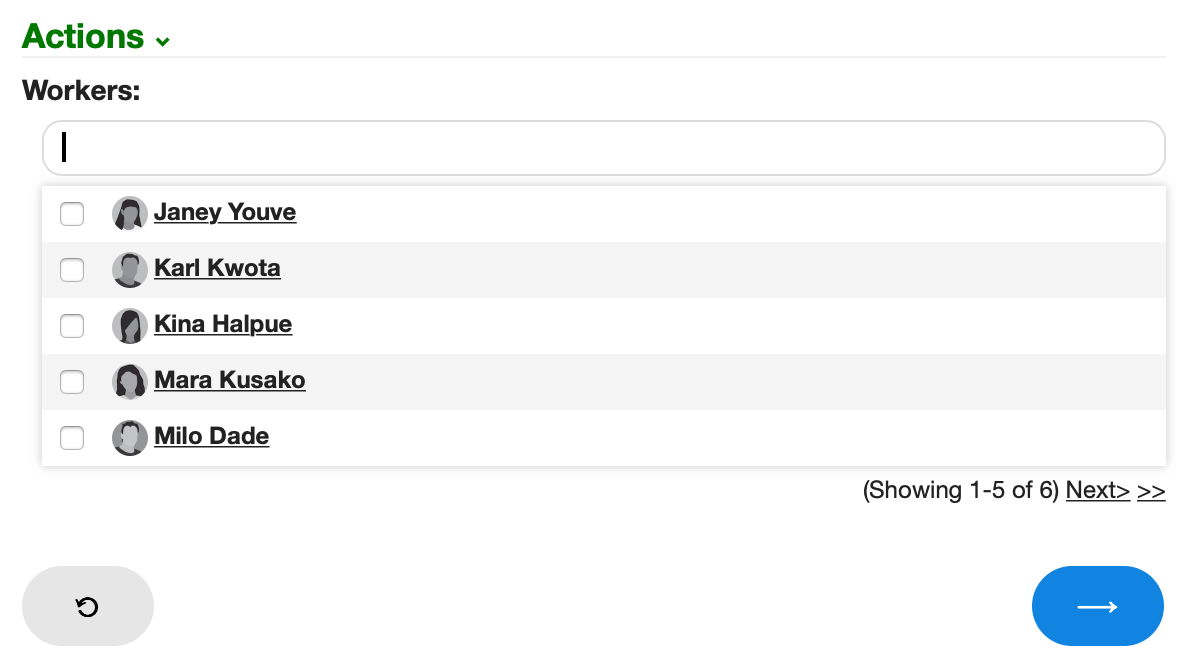 Actions
Workers:
Janey Youve
Karl Kwota
Kina Halpue
Mara Kusako
Milo Dade
(Showing 1-5 of 6) Next> >>